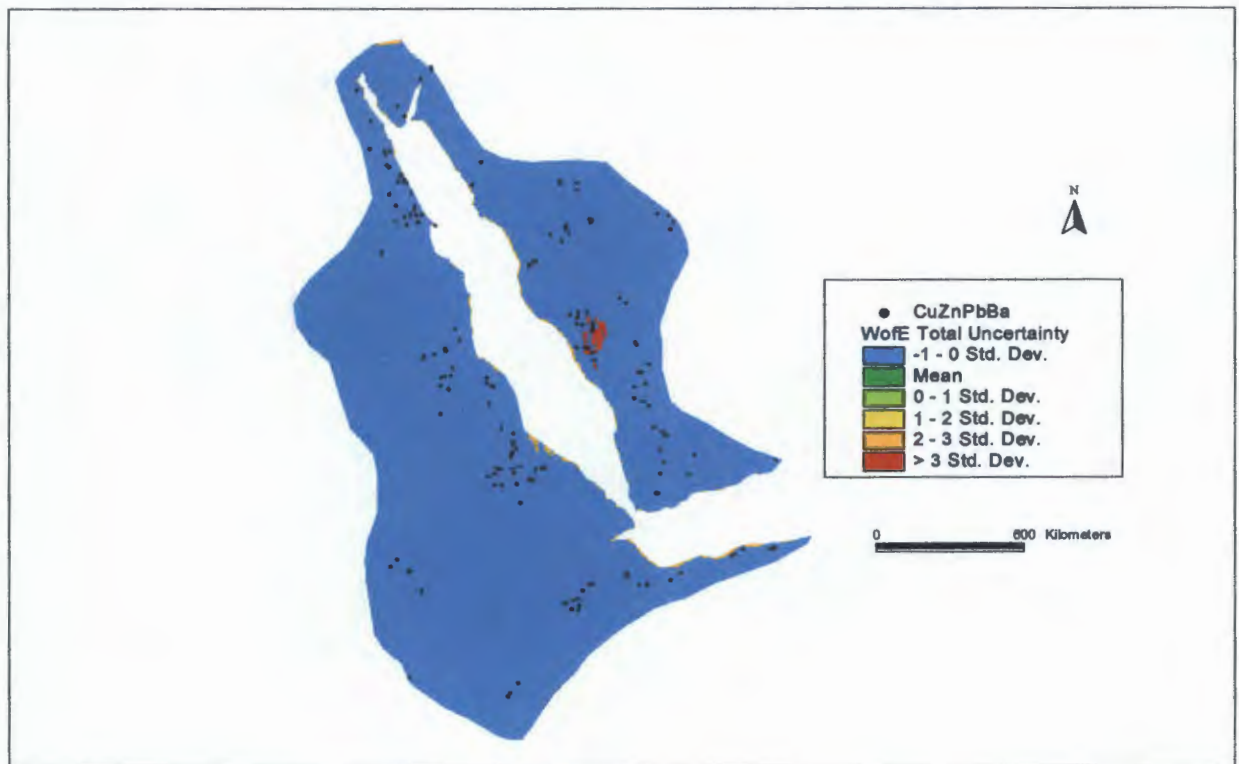 N
CuZnPbBa
WofE Total Uncertainty
-1 - 0 Std. Dev.
Mean
0 - 1 Std. Dev.
1 - 2 Std. Dev.
2 - 3 Std. Dev.
> 3 Std. Dev.
0 600 Kilometers